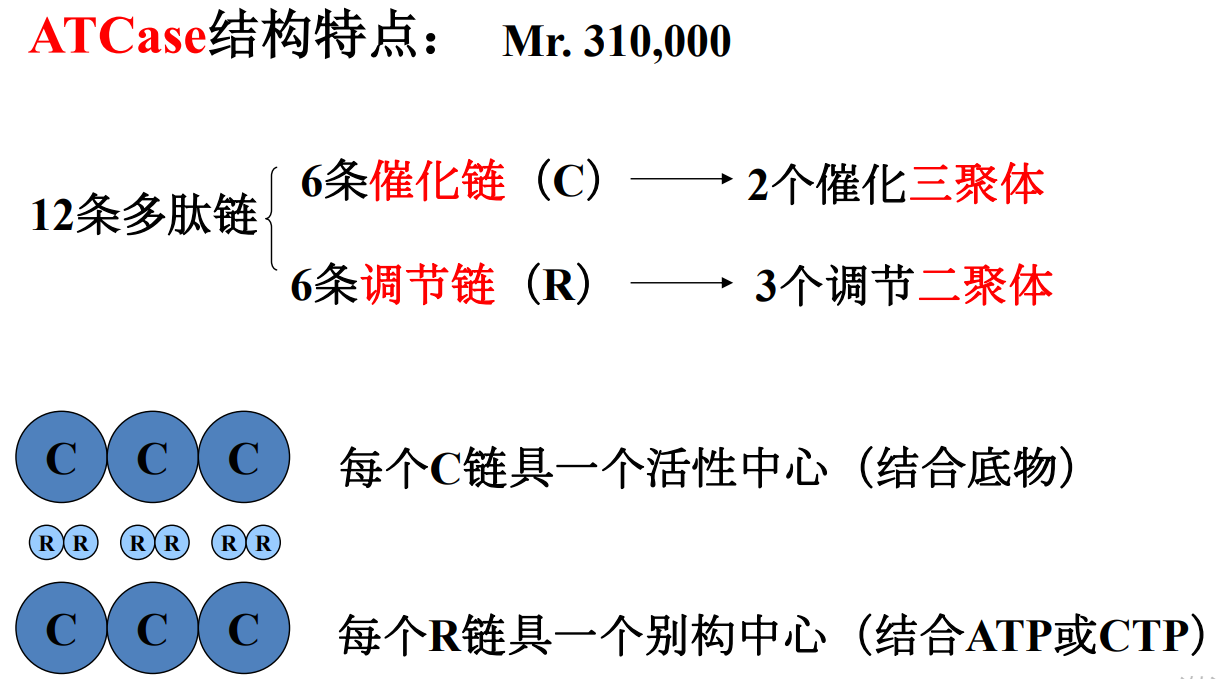 ATCase结构特点： Mr. 310,000
6条催化链（C） 2个催化三聚体
12条多肽链
6条调节链（R） 3个调节二聚体
C C C
每个C链具一个活性中心（结合底物）
R R R R R R
C C C
每个R链具一个别构中心（结合ATP或CTP）